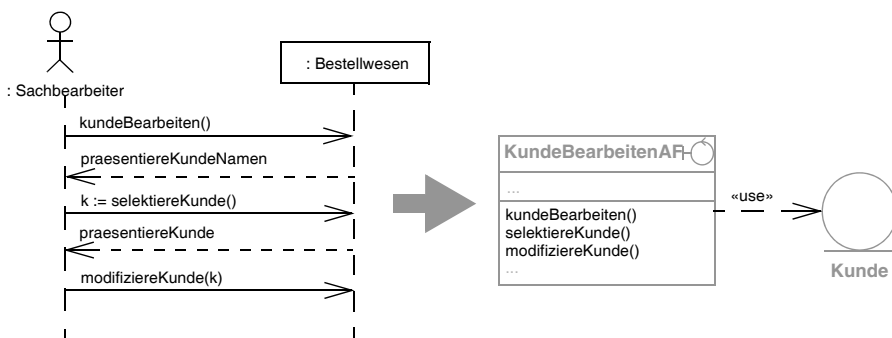 : Sachbearbeiter
: Bestellwesen
kundeBearbeiten()
praesentiereKundeNamen
k := selektiereKunde()
praesentiereKunde
modifiziereKunde(k)
KundeBearbeitenAF
...
kundeBearbeiten()
selektiereKunde()
modifiziereKunde()
...
«use»
Kunde